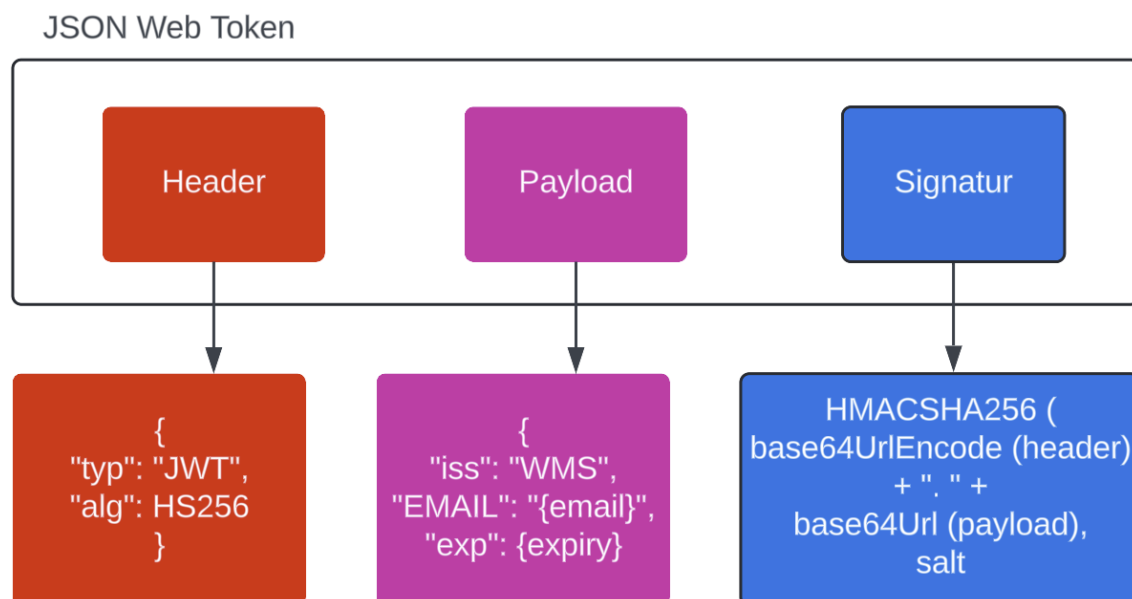 JSON Web Token
Header
Payload
Signatur
{
"typ": "JWT",
"alg": HS256
}
{
"iss": "WMS",
"EMAIL": "{email}",
"exp": {expiry}
HMACSHA256 (
base64UrlEncode (header)
+ ". " +
base64Url (payload),
salt